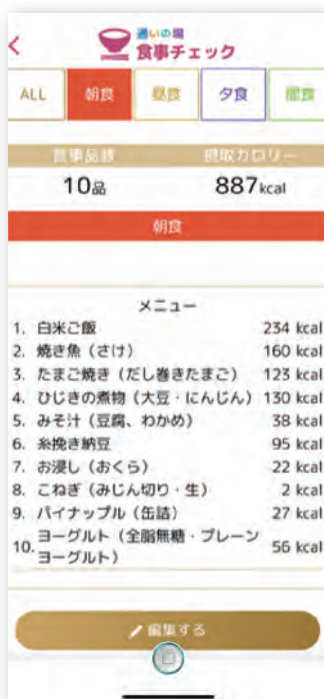 通いの場
食事チェック
ALL 朝食 昼食 夕食 間食
食事品数 摂取カロリー
10品 887kcal
朝食
メニュー
1. 白米ご飯 234 kcal
2. 焼き魚（さけ） 160 kcal
3. たまご焼き（だし巻きたまご） 123 kcal
4. ひじきの煮物（大豆・にんじん） 130 kcal
5. みそ汁（豆腐、わかめ） 38 kcal
6. 糸挽き納豆 95 kcal
7. お浸し（おくら） 22 kcal
8. こねぎ（みじん切り・生） 2 kcal
9. パイナップル（缶詰） 27 kcal
10. ヨーグルト（全脂無糖・プレーン
ヨーグルト） 56 kcal
編集する